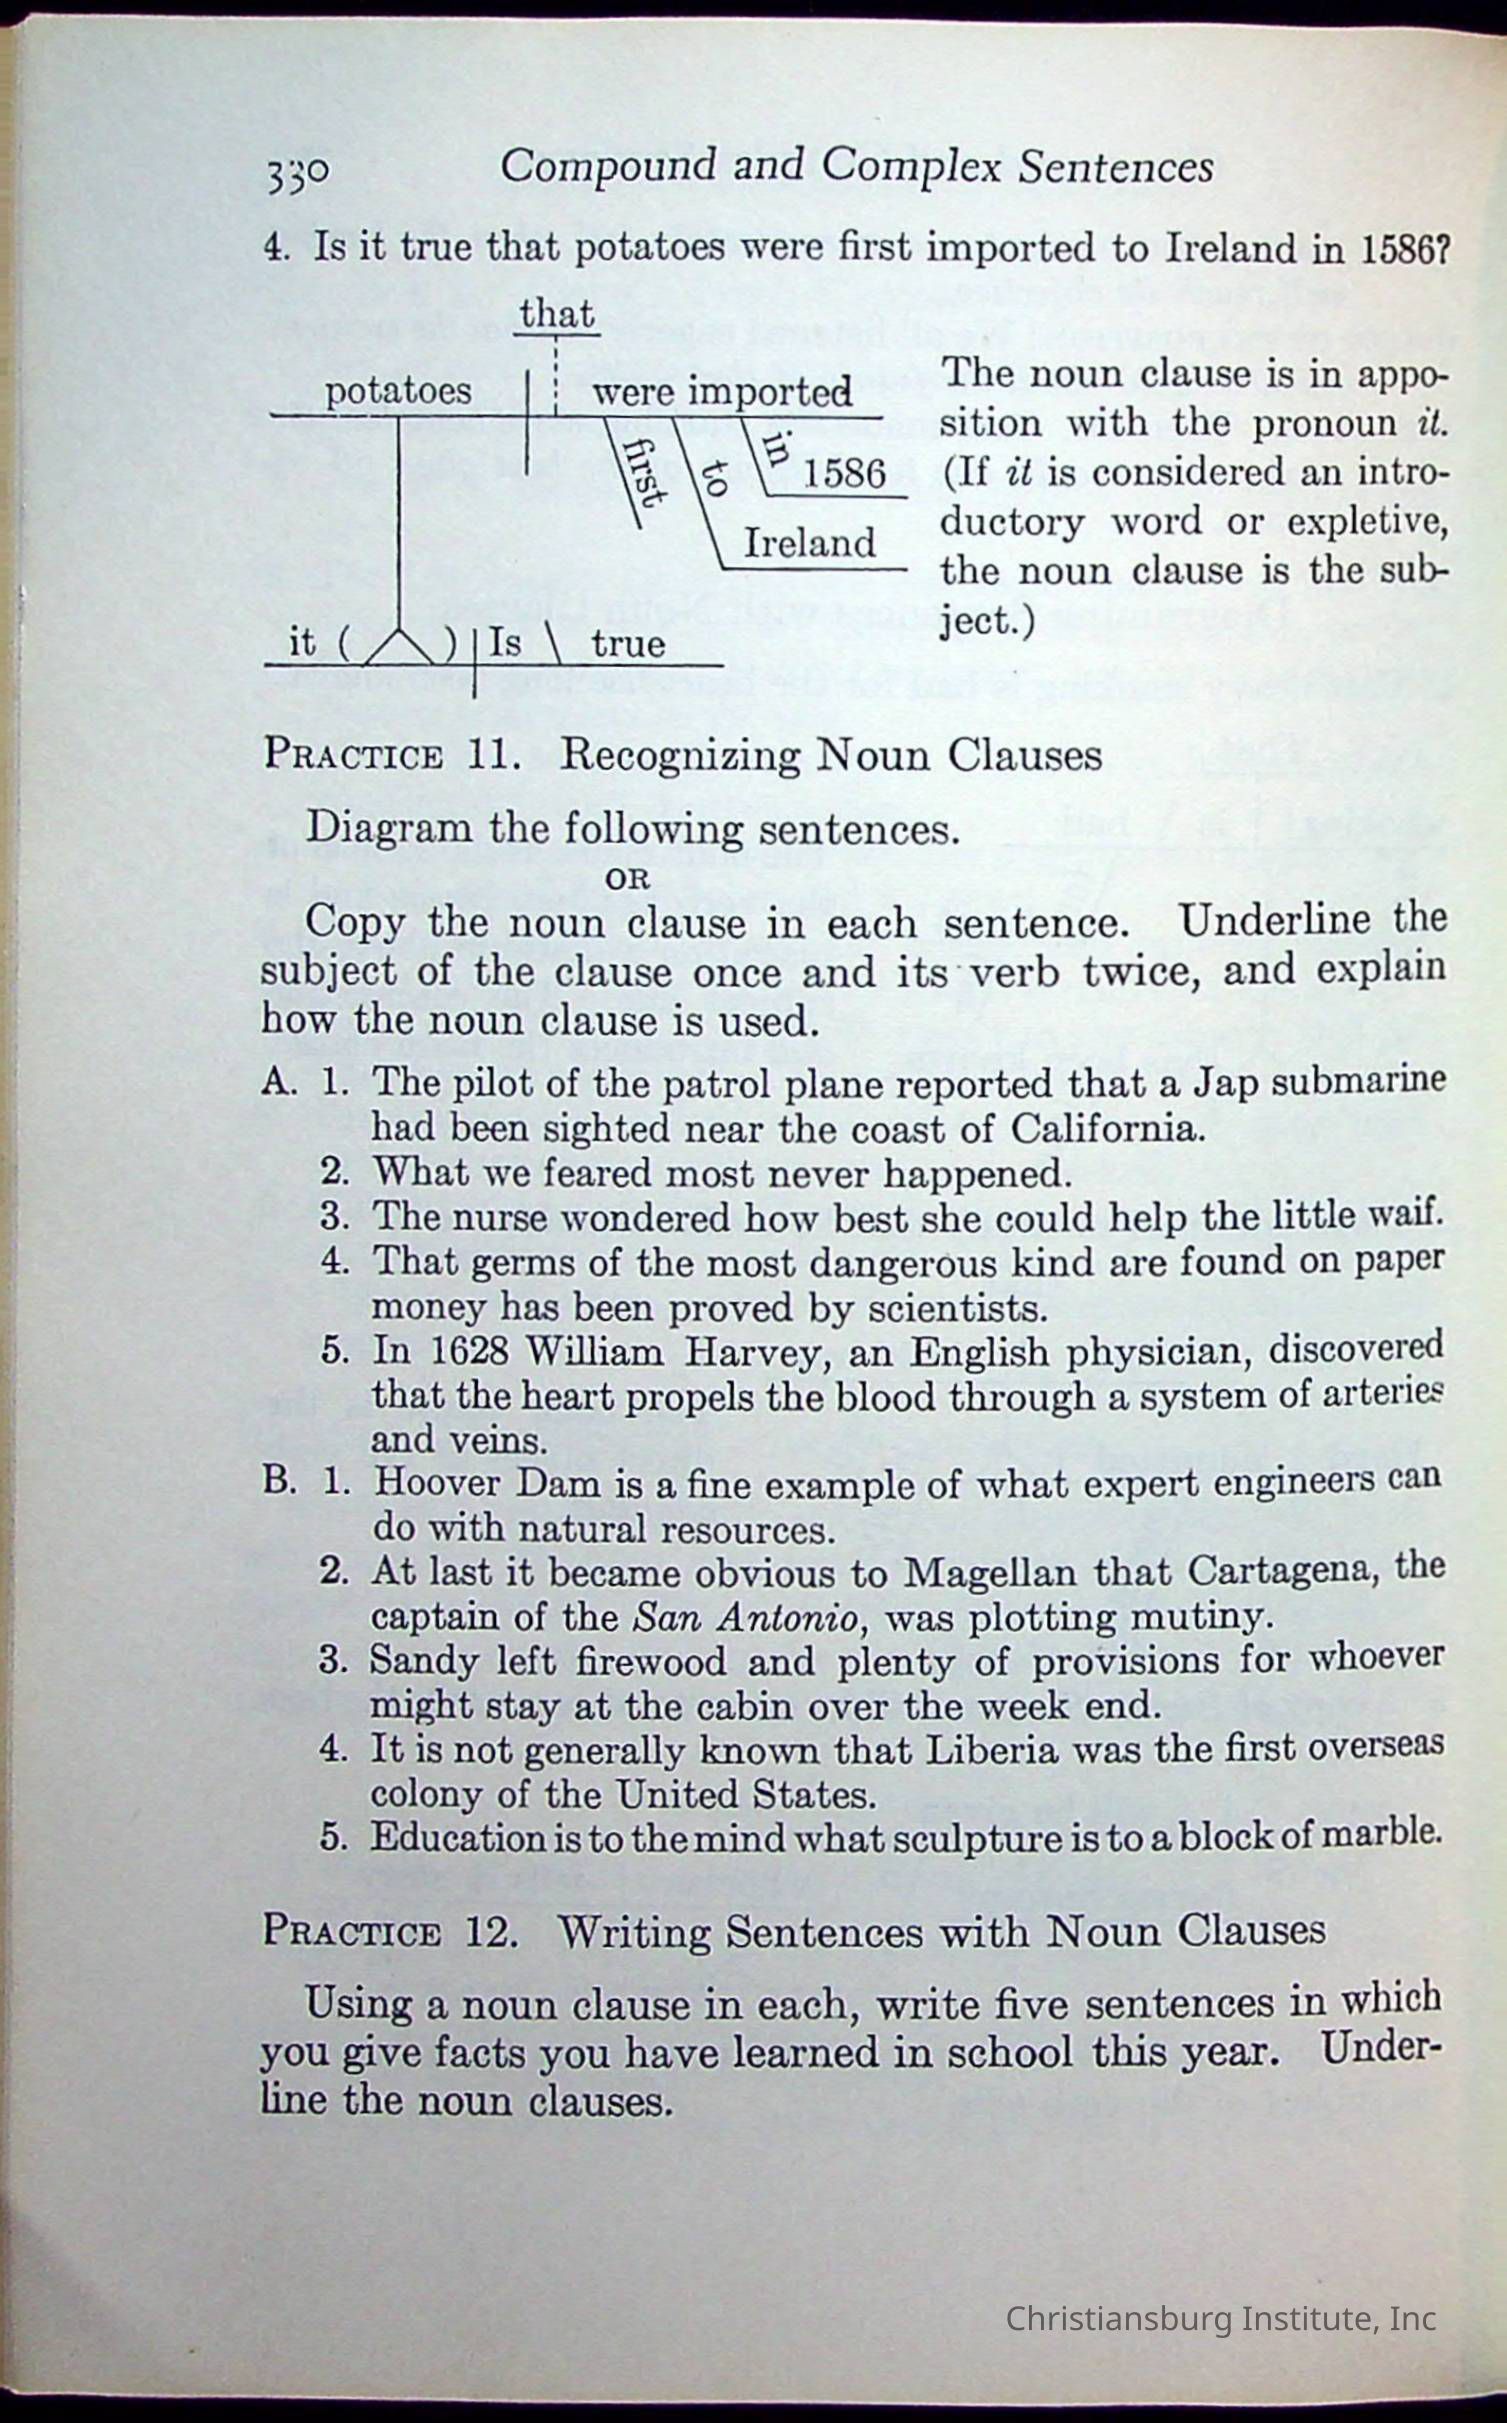 330 Compound and Complex Sentences
4. Is it true that potatoes were first imported to Ireland in 1586?
that
potatoes were imported
first to in 1586
Ireland
it ( ) Is \ true
The noun clause is in appo-
sition with the pronoun it.
(If it is considered an intro-
ductory word or expletive,
the noun clause is the sub-
ject.)
PRACTICE 11. Recognizing Noun Clauses
Diagram the following sentences.
OR
Copy the noun clause in each sentence. Underline the
subject of the clause once and its verb twice, and explain
how the noun clause is used.
A. 1. The pilot of the patrol plane reported that a Jap submarine
had been sighted near the coast of California.
2. What we feared most never happened.
3. The nurse wondered how best she could help the little waif.
4. That germs of the most dangerous kind are found on paper
money has been proved by scientists.
5. In 1628 William Harvey, an English physician, discovered
that the heart propels the blood through a system of arteries
and veins.
B. 1. Hoover Dam is a fine example of what expert engineers can
do with natural resources.
2. At last it became obvious to Magellan that Cartagena, the
captain of the San Antonio, was plotting mutiny.
3. Sandy left firewood and plenty of provisions for whoever
might stay at the cabin over the week end.
4. It is not generally known that Liberia was the first overseas
colony of the United States.
5. Education is to the mind what sculpture is to a block of marble.
PRACTICE 12. Writing Sentences with Noun Clauses
Using a noun clause in each, write five sentences in which
you give facts you have learned in school this year. Under-
line the noun clauses.
Christiansburg Institute, Inc